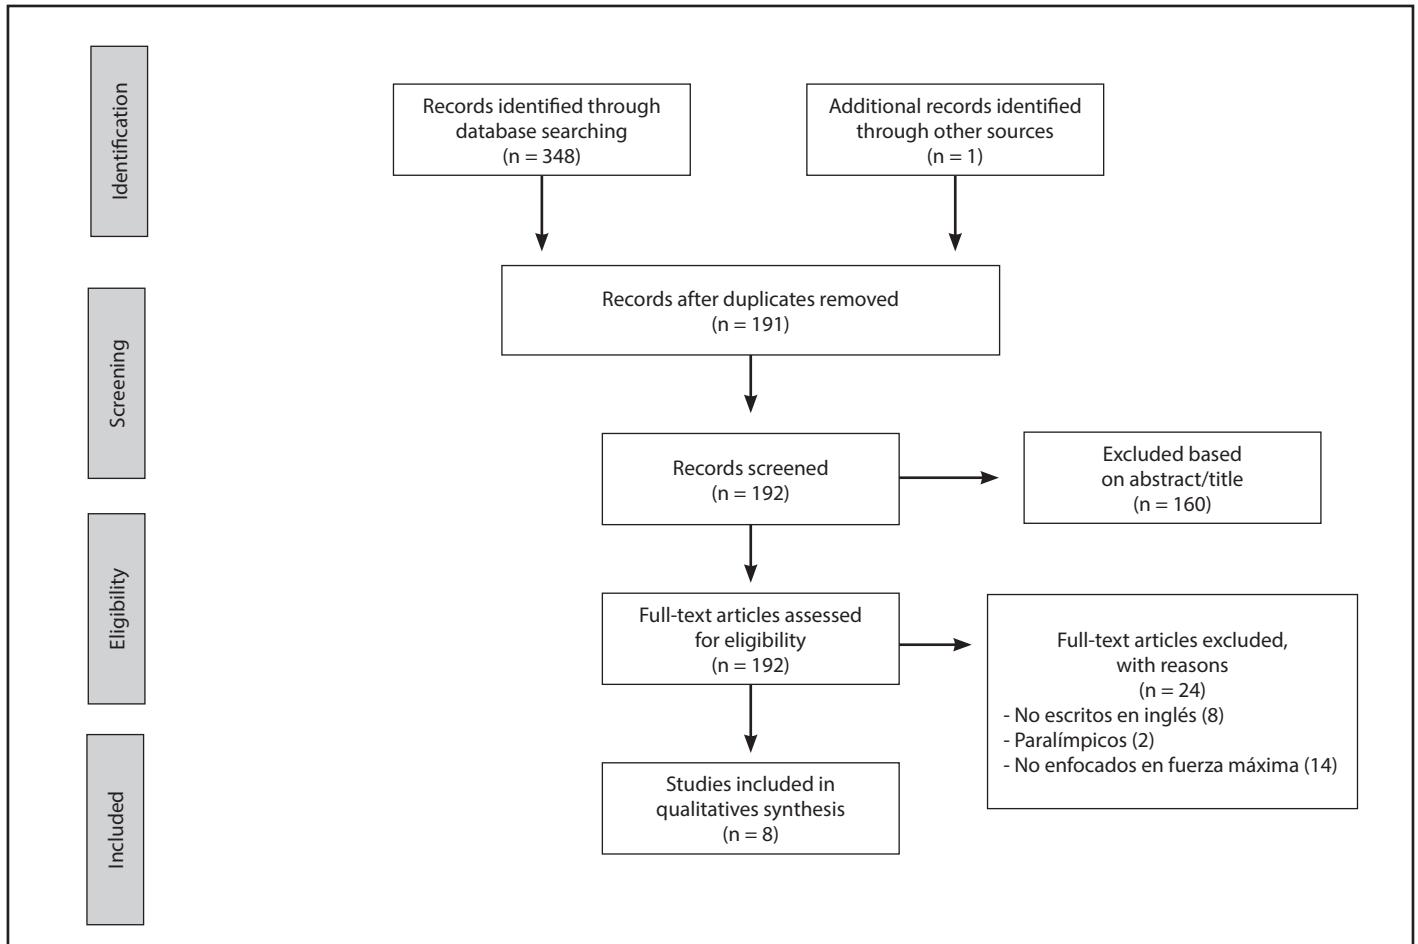 Identification
Records identified through
database searching
(n = 348)
Additional records identified
through other sources
(n = 1)
Screening
Records after duplicates removed
(n = 191)
Records screened
(n = 192)
Excluded based
on abstract/title
(n = 160)
Eligibility
Full-text articles assessed
for eligibility
(n = 192)
Full-text articles excluded,
with reasons
(n = 24)
- No escritos en inglés (8)
- Paralímpicos (2)
- No enfocados en fuerza máxima (14)
Included
Studies included in
qualitatives synthesis
(n = 8)